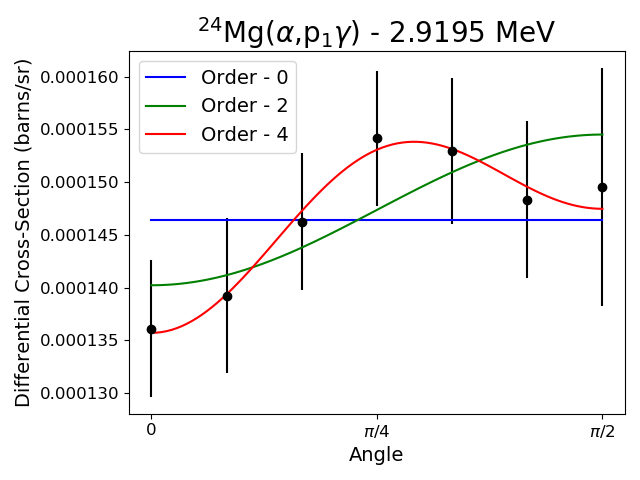 ²⁴Mg(α,p₁γ) - 2.9195 MeV
Order - 0
Order - 2
Order - 4
Differential Cross-Section (barns/sr)
0.000160
0.000155
0.000150
0.000145
0.000140
0.000135
0.000130
0
π/4
π/2
Angle